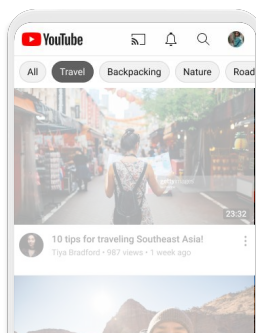 YouTube
All Travel Backpacking Nature Road
23:32
10 tips for traveling Southeast Asia!
Tiya Bradford • 987 views • 1 week ago